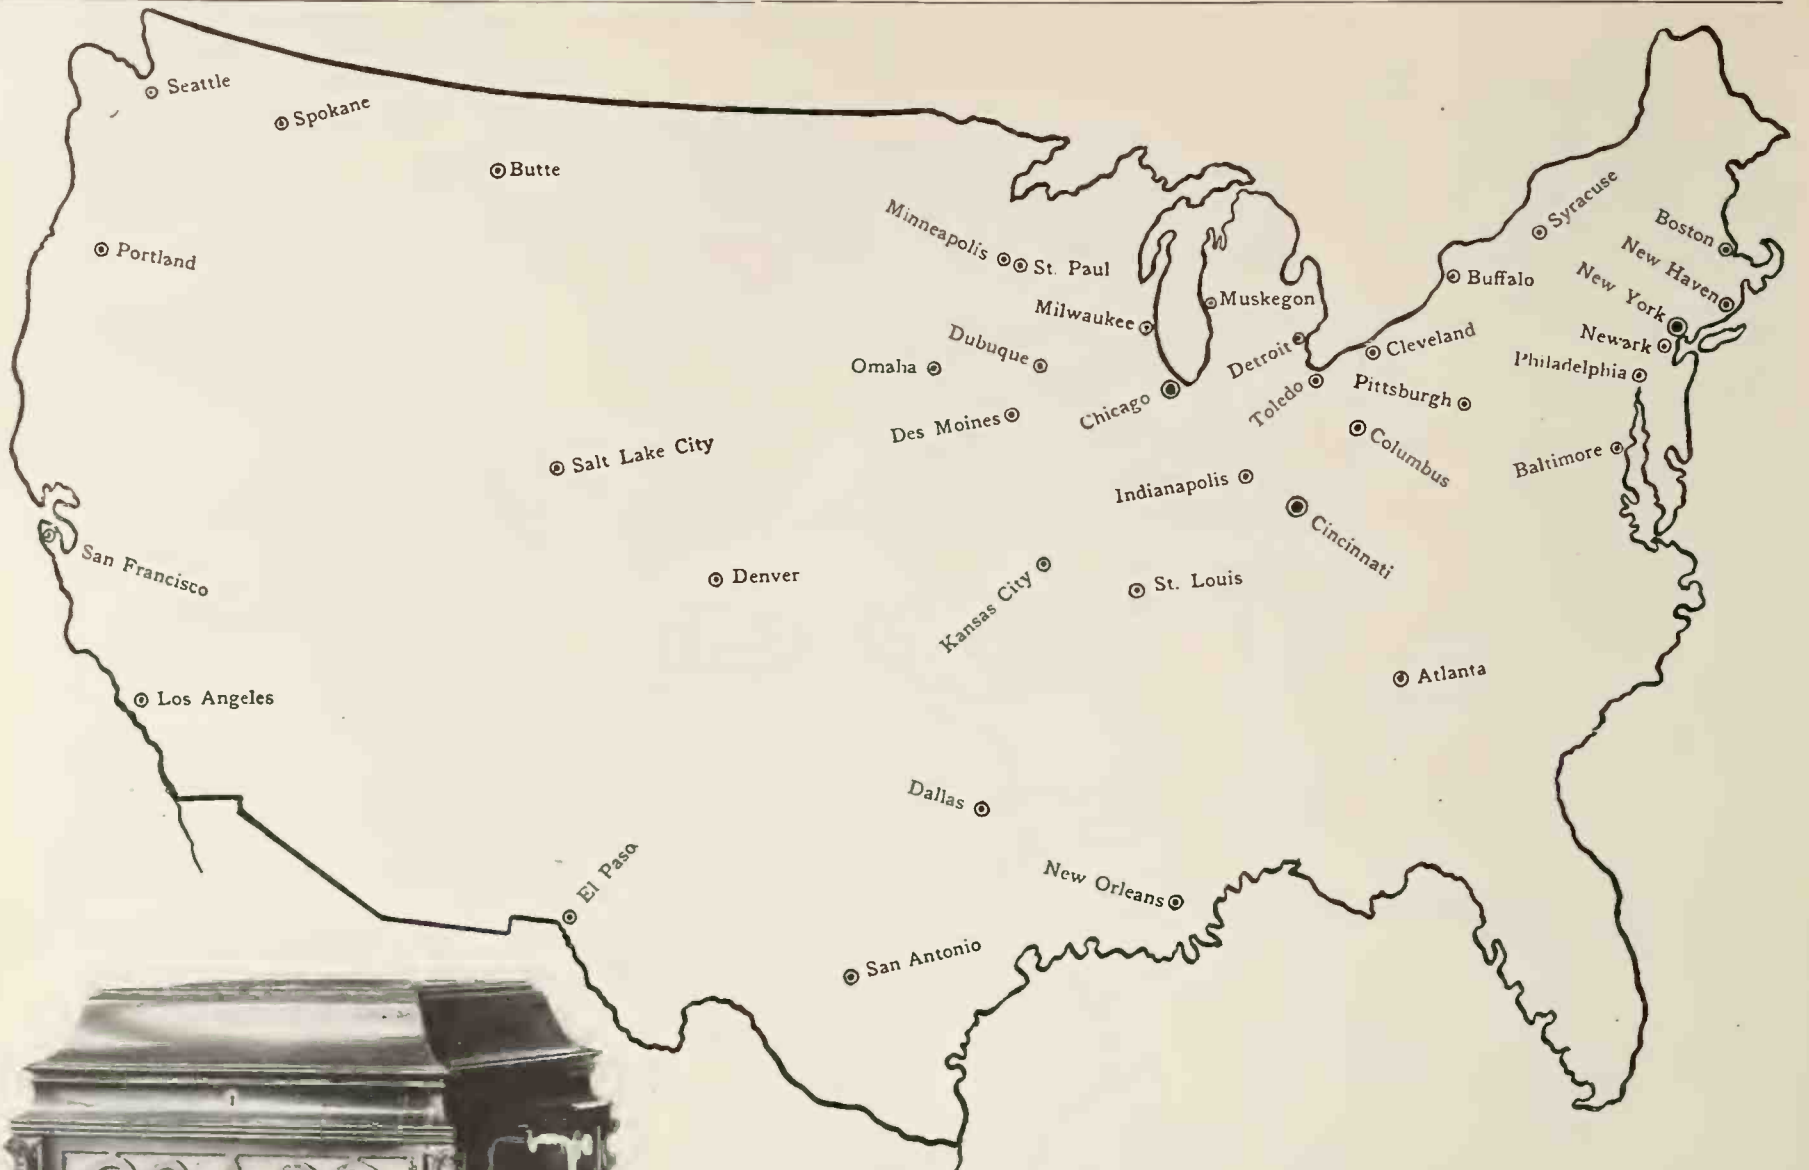 Seattle
Spokane
Butte
Portland
Minneapolis
St. Paul
Milwaukee
Muskegon
Dubuque
Omaha
Des Moines
Chicago
Detroit
Toledo
Cleveland
Pittsburgh
Columbus
Buffalo
Syracuse
Boston
New Haven
New York
Newark
Philadelphia
Baltimore
Indianapolis
Cincinnati
Salt Lake City
San Francisco
Denver
Kansas City
St. Louis
Los Angeles
Atlanta
Dallas
El Paso
New Orleans
San Antonio